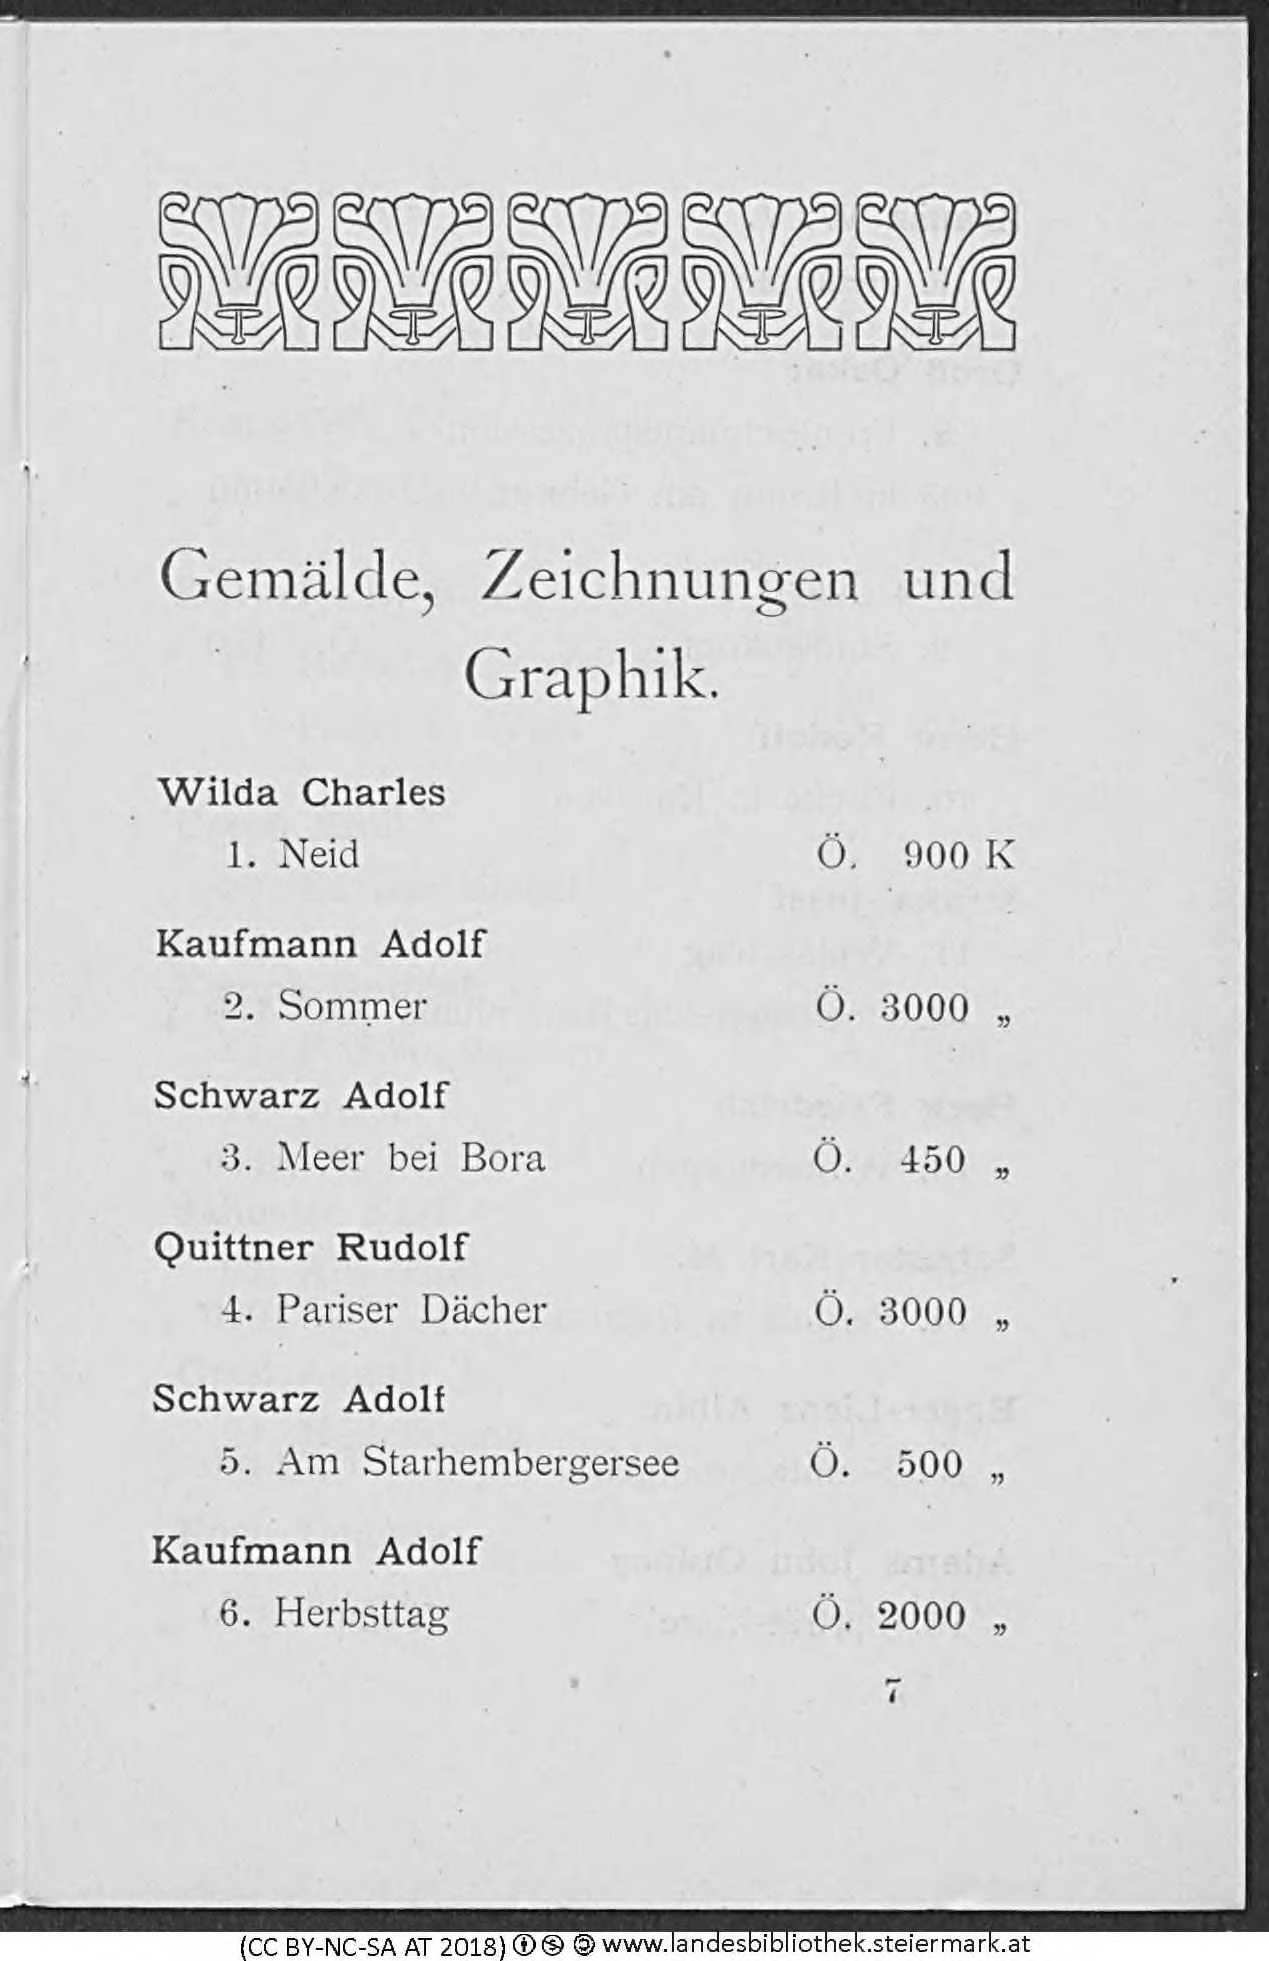 Gemälde, Zeichnungen und
Graphik.
Wilda Charles
1. Neid Ö. 900 K
Kaufmann Adolf
2. Sommer Ö. 3000 „
Schwarz Adolf
3. Meer bei Bora Ö. 450 „
Quittner Rudolf
4. Pariser Dächer Ö. 3000 „
Schwarz Adolf
5. Am Starhembergersee Ö. 500 „
Kaufmann Adolf
6. Herbsttag Ö. 2000 „
7
(CC BY-NC-SA AT 2018) www.landesbibliothek.steiermark.at